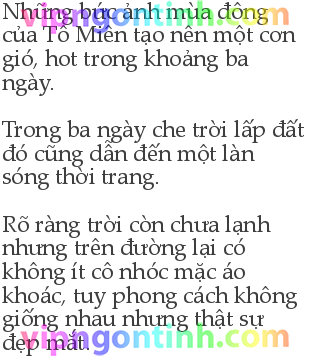 Những bức ảnh mùa đông
của Tô Miên tạo nên một cơn
gió, hot trong khoảng ba
ngày.
Trong ba ngày che trời lấp đất
đó cũng dẫn đến một làn
sóng thời trang.
Rõ ràng trời còn chưa lạnh
nhưng trên đường lại có
không ít cô nhóc mặc áo
khoác, tuy phong cách không
giống nhau nhưng thật sự
đẹp mắt.
vipngontinh.com
vipngontinh.com